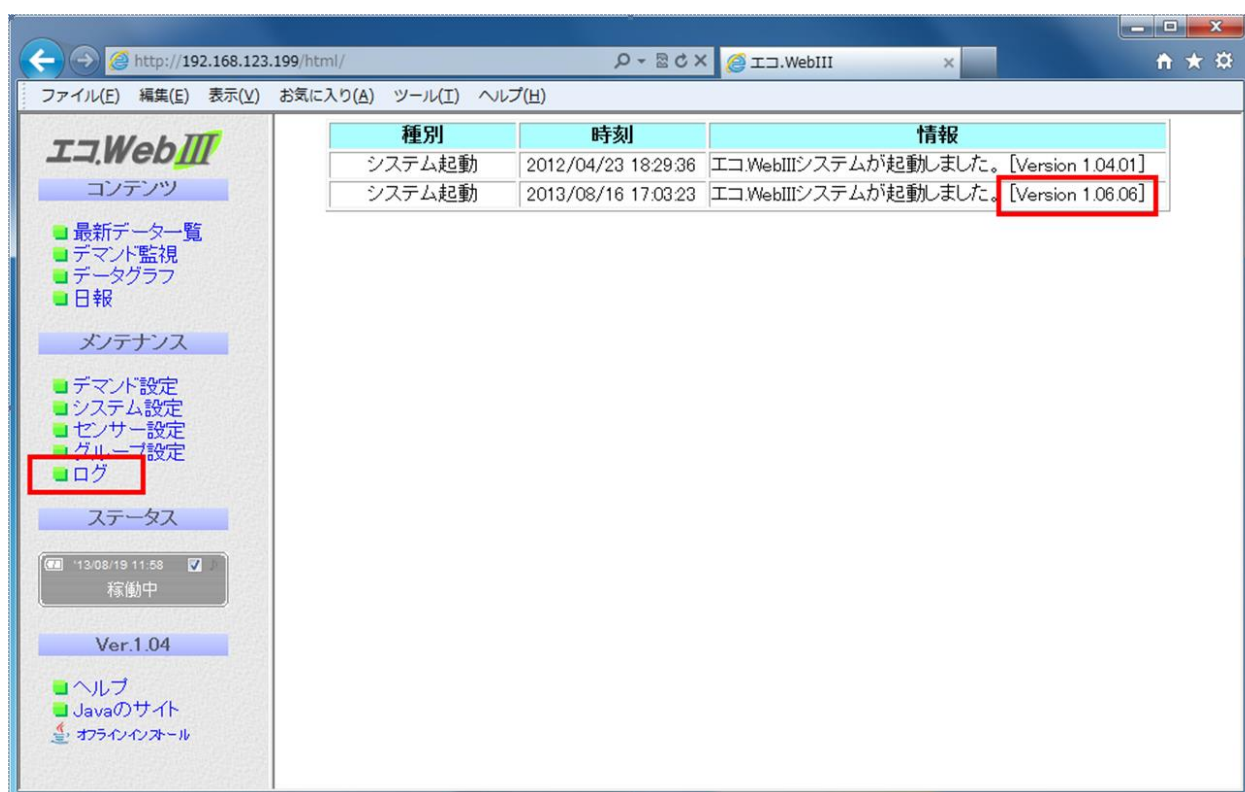 http://192.168.123.199/html/
エコ.WebIII
ファイル(F) 編集(E) 表示(V) お気に入り(A) ツール(T) ヘルプ(H)
エコ.WebIII
コンテンツ
最新データ一覧
デマンド監視
データグラフ
日報
メンテナンス
デマンド設定
システム設定
センサー設定
グループ設定
ログ
ステータス
'13/08/19 11:58
稼働中
Ver.1.04
ヘルプ
Javaのサイト
オフラインインストール
種別 時刻 情報
システム起動 2012/04/23 18:29:36 エコ.WebIIIシステムが起動しました。[Version 1.04.01]
システム起動 2013/08/16 17:03:23 エコ.WebIIIシステムが起動しました。[Version 1.06.06]